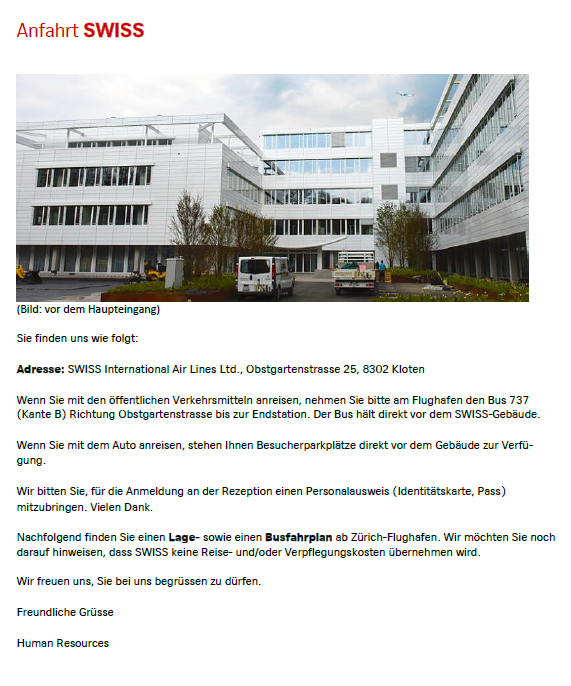 Anfahrt SWISS
(Bild: vor dem Haupteingang)
Sie finden uns wie folgt:
Adresse: SWISS International Air Lines Ltd., Obstgartenstrasse 25, 8302 Kloten
Wenn Sie mit den öffentlichen Verkehrsmitteln anreisen, nehmen Sie bitte am Flughafen den Bus 737
(Kante B) Richtung Obstgartenstrasse bis zur Endstation. Der Bus hält direkt vor dem SWISS-Gebäude.
Wenn Sie mit dem Auto anreisen, stehen Ihnen Besucherparkplätze direkt vor dem Gebäude zur Verfü-
gung.
Wir bitten Sie, für die Anmeldung an der Rezeption einen Personalausweis (Identitätskarte, Pass)
mitzubringen. Vielen Dank.
Nachfolgend finden Sie einen Lage- sowie einen Busfahrplan ab Zürich-Flughafen. Wir möchten Sie noch
darauf hinweisen, dass SWISS keine Reise- und/oder Verpflegungskosten übernehmen wird.
Wir freuen uns, Sie bei uns begrüssen zu dürfen.
Freundliche Grüsse
Human Resources